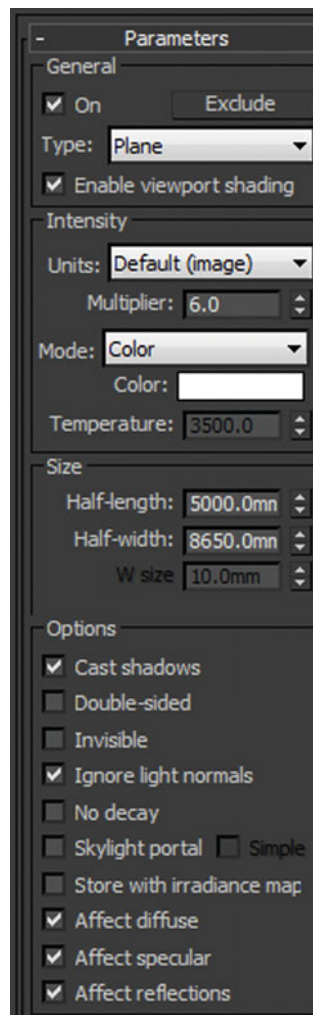 - Parameters
General
On Exclude
Type: Plane
Enable viewport shading
Intensity
Units: Default (image)
Multiplier: 6.0
Mode: Color
Color:
Temperature: 3500.0
Size
Half-length: 5000.0mm
Half-width: 8650.0mm
W size 10.0mm
Options
Cast shadows
Double-sided
Invisible
Ignore light normals
No decay
Skylight portal Simple
Store with irradiance map
Affect diffuse
Affect specular
Affect reflections